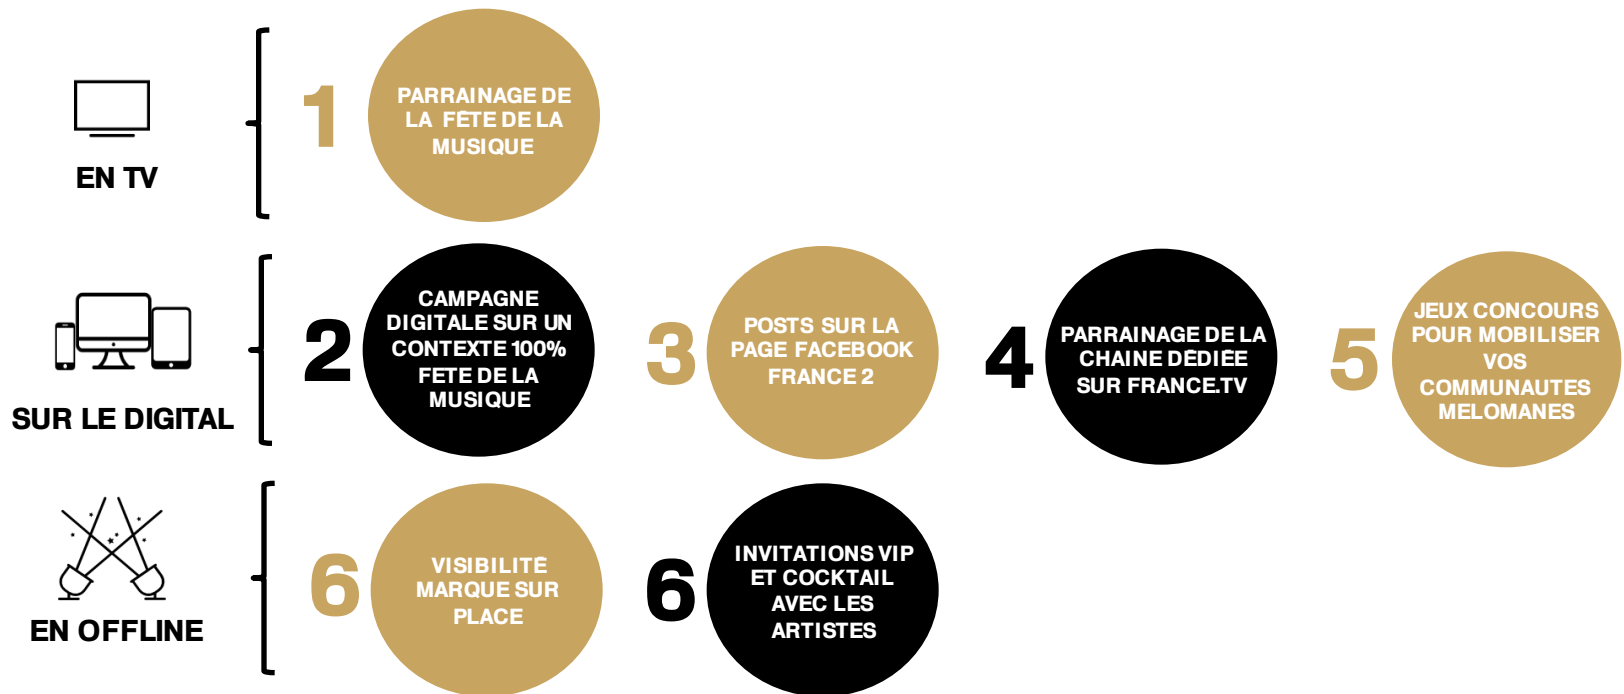 EN TV
1
PARRAINAGE DE
LA FÊTE DE LA
MUSIQUE
SUR LE DIGITAL
2
CAMPAGNE
DIGITALE SUR UN
CONTEXTE 100%
FETE DE LA
MUSIQUE
3
POSTS SUR LA
PAGE FACEBOOK
FRANCE 2
4
PARRAINAGE DE LA
CHAINE DÉDIÉE
SUR FRANCE.TV
5
JEUX CONCOURS
POUR MOBILISER
VOS
COMMUNAUTES
MELOMANES
EN OFFLINE
6
VISIBILITÉ
MARQUE SUR
PLACE
6
INVITATIONS VIP
ET COCKTAIL
AVEC LES
ARTISTES